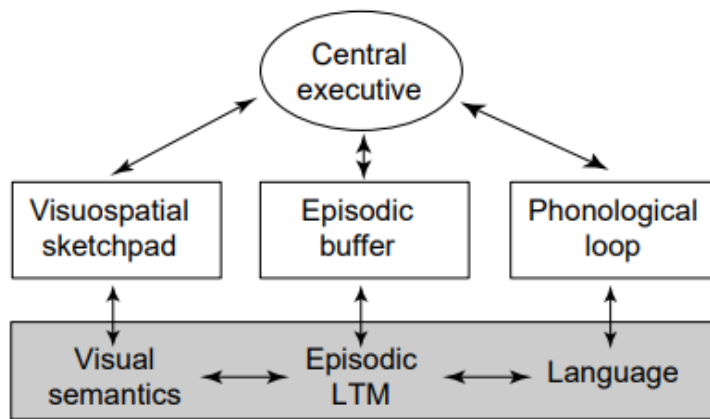 Central
executive
Visuospatial
sketchpad
Episodic
buffer
Phonological
loop
Visual
semantics
Episodic
LTM
Language